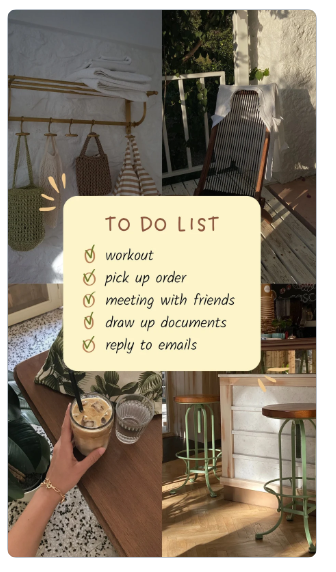 TO DO LIST
workout
pick up order
meeting with friends
draw up documents
reply to emails